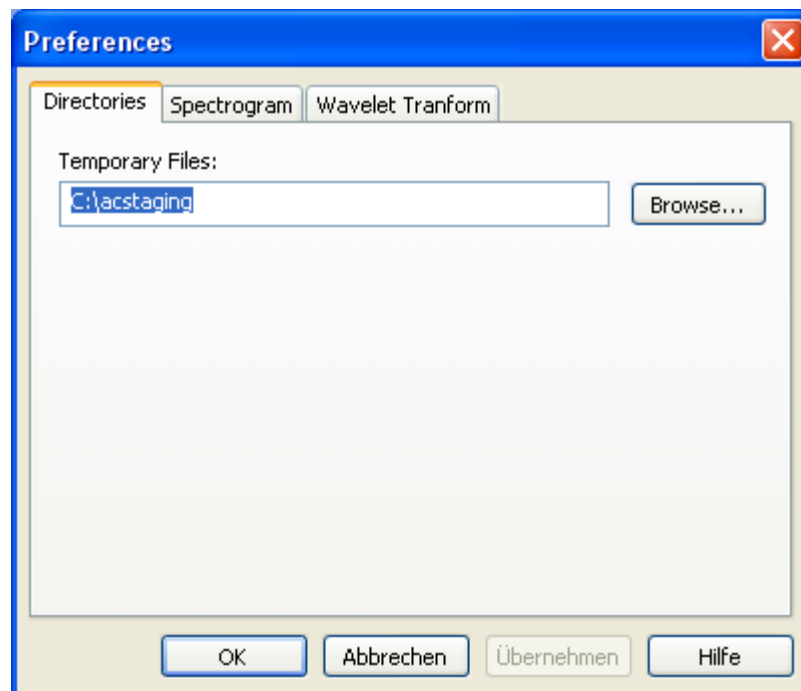 Preferences
Directories Spectrogram Wavelet Tranform
Temporary Files:
C:\acstaging Browse...
OK Abbrechen Übernehmen Hilfe